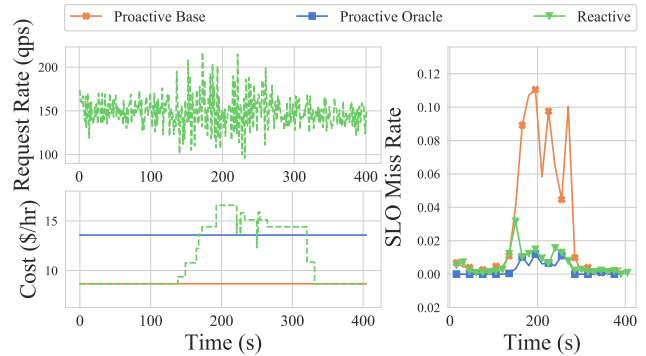 Proactive Base Proactive Oracle Reactive
Request Rate (qps)
200
150
100
0 100 200 300 400
Cost ($/hr)
15
10
0 100 200 300 400
Time (s)
SLO Miss Rate
0.12
0.10
0.08
0.06
0.04
0.02
0.00
0.02
0 200 400
Time (s)